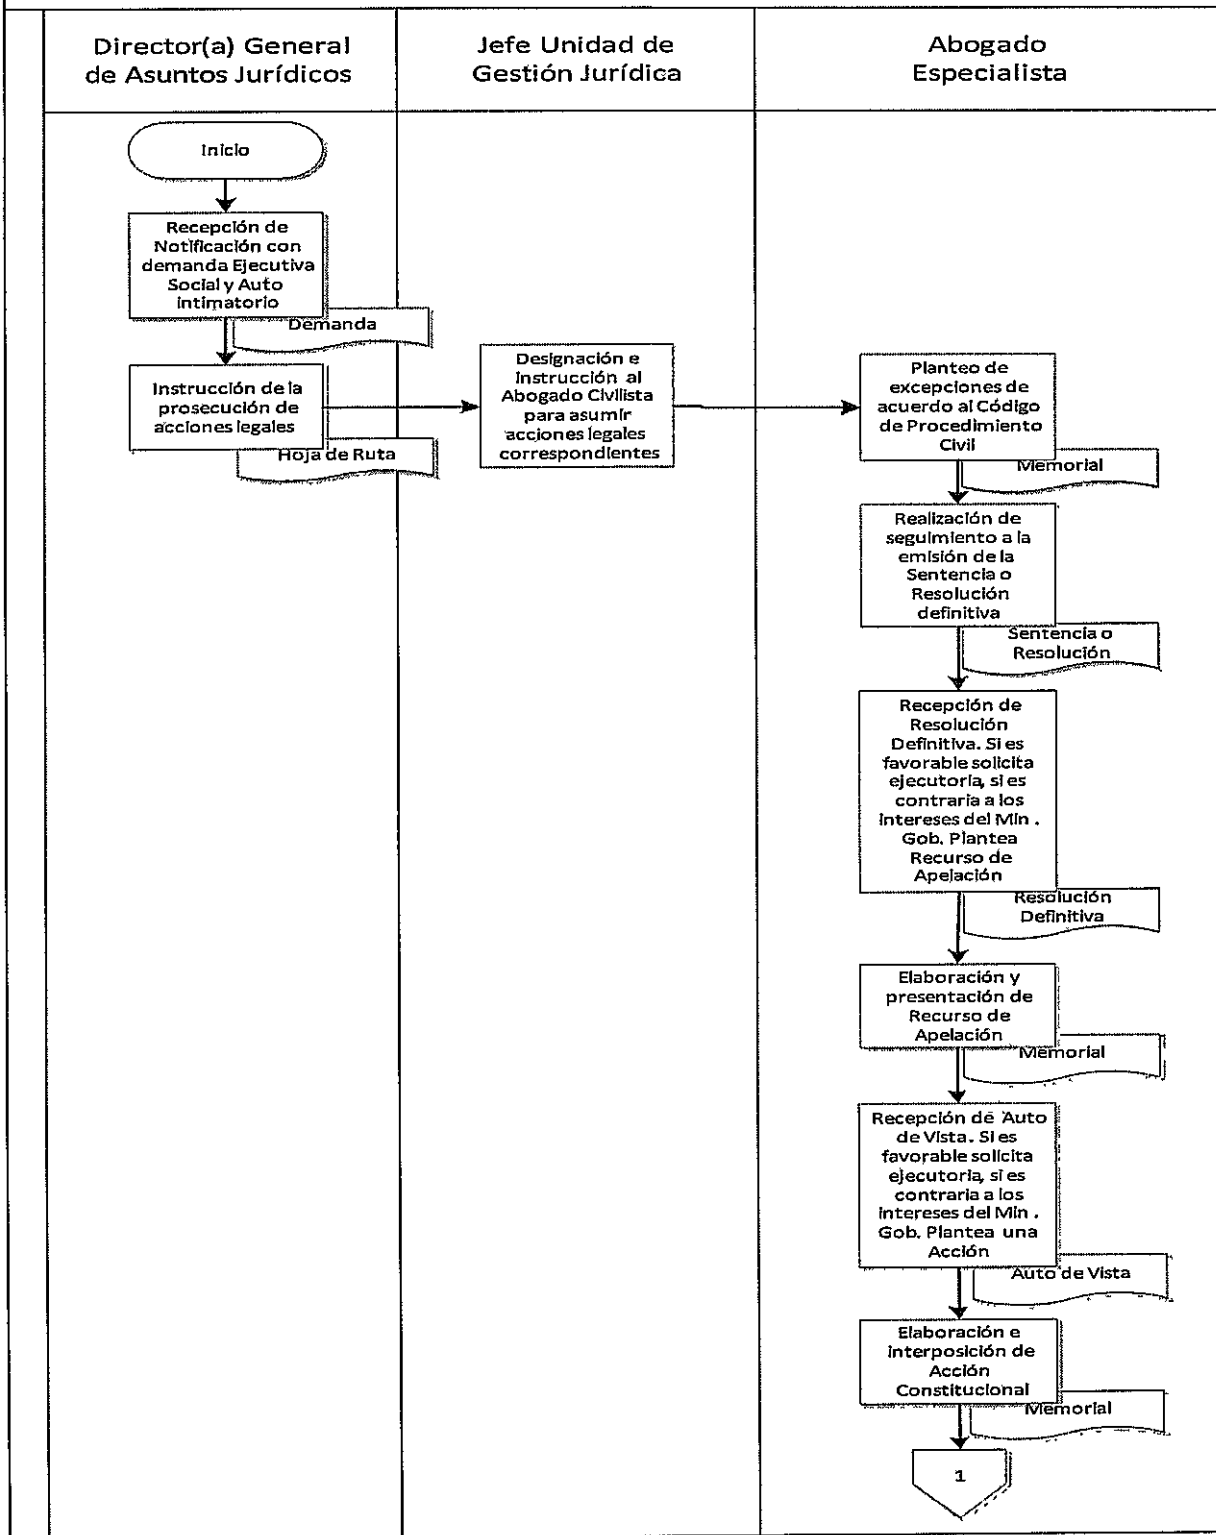 Director(a) General
de Asuntos Jurídicos
Jefe Unidad de
Gestión Jurídica
Abogado
Especialista
Inicio
Recepción de
Notificación con
demanda Ejecutiva
Social y Auto
intimatorio
Demanda
Instrucción de la
prosecución de
acciones legales
Hoja de Ruta
Designación e
instrucción al
Abogado Civilista
para asumir
acciones legales
correspondientes
Planteo de
excepciones de
acuerdo al Código
de Procedimiento
Civil
Memorial
Realización de
seguimiento a la
emisión de la
Sentencia o
Resolución
definitiva
Sentencia o
Resolución
Recepción de
Resolución
Definitiva. Si es
favorable solicita
ejecutoria, si es
contraria a los
intereses del Min .
Gob. Plantea
Recurso de
Apelación
Resolución
Definitiva
Elaboración y
presentación de
Recurso de
Apelación
Memorial
Recepción de Auto
de Vista. Si es
favorable solicita
ejecutoria, si es
contraria a los
intereses del Min .
Gob. Plantea una
Acción
Auto de Vista
Elaboración e
interposición de
Acción
Constitucional
Memorial
1